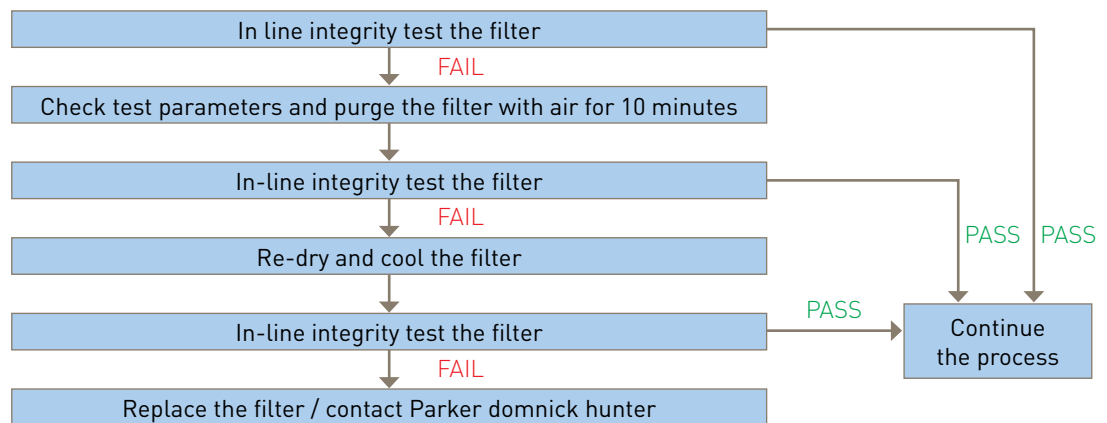 In line integrity test the filter
FAIL
Check test parameters and purge the filter with air for 10 minutes
In-line integrity test the filter
FAIL
PASS
PASS
Re-dry and cool the filter
In-line integrity test the filter
PASS
Continue
the process
FAIL
Replace the filter / contact Parker domnick hunter